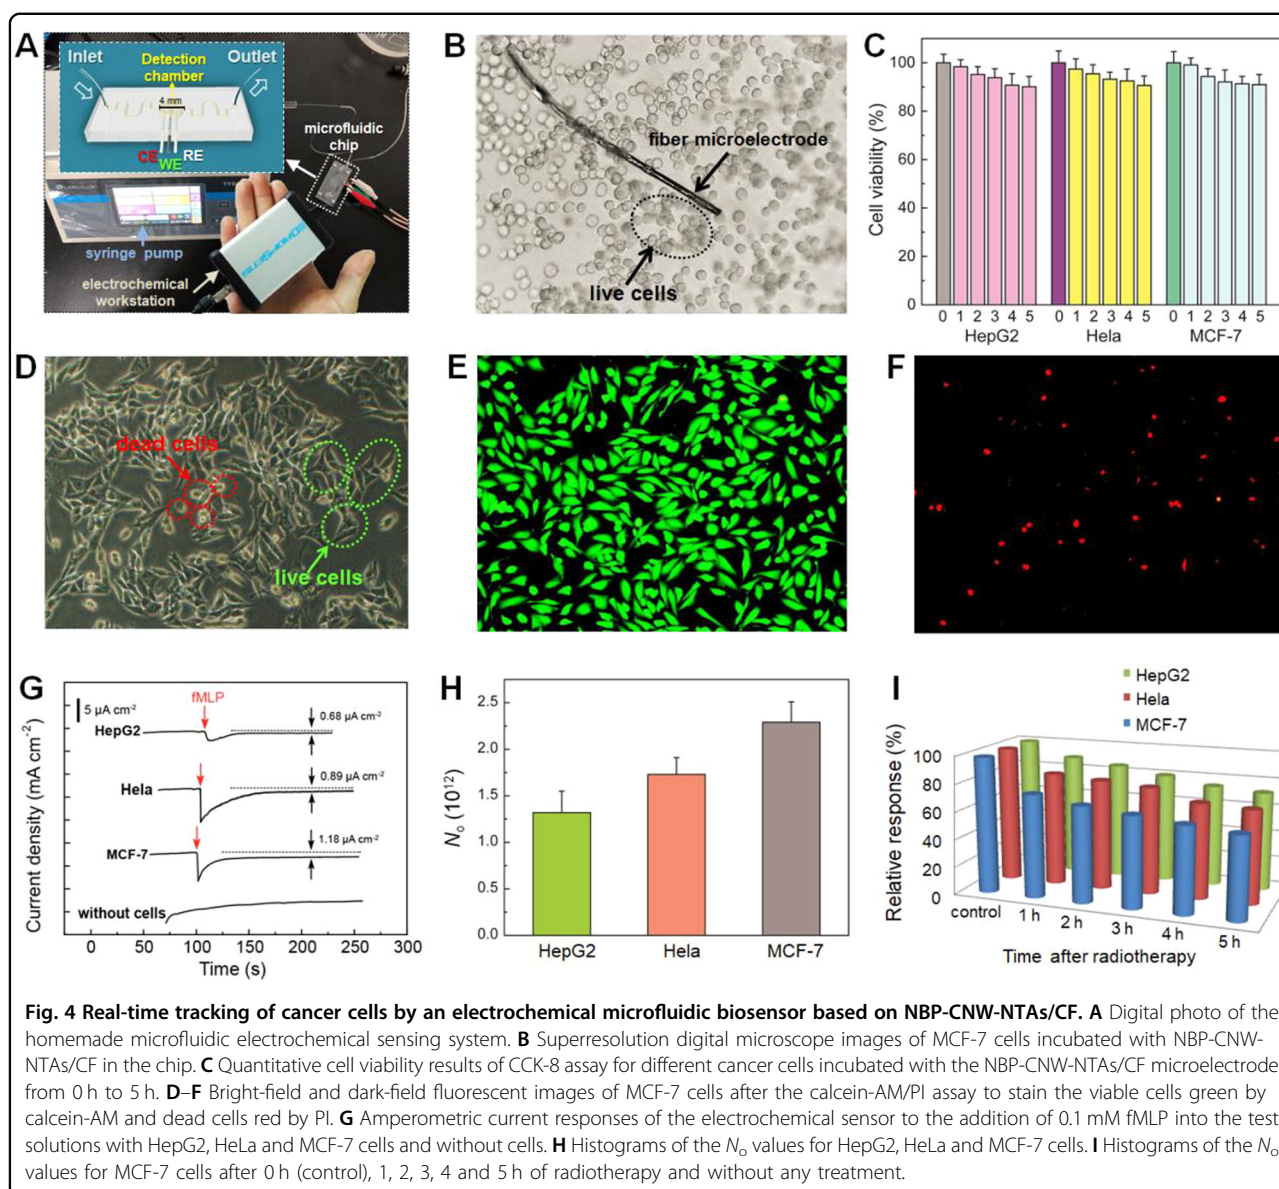 A
Inlet
Outlet
Detection
chamber
4 mm
CE
WE
RE
microfluidic
chip
syringe pump
electrochemical
workstation
B
fiber microelectrode
live cells
C
Cell viability (%)
100
80
60
40
20
0
0 1 2 3 4 5 0 1 2 3 4 5 0 1 2 3 4 5
HepG2 Hela MCF-7
D
dead cells
live cells
E
F
G
Current density (mA cm-2)
5 µA cm-2
fMLP
HepG2
0.68 µA cm-2
Hela
0.89 µA cm-2
MCF-7
1.18 µA cm-2
without cells
0 50 100 150 200 250 300
Time (s)
H
No (10¹²)
2.5
2.0
1.5
1.0
0.5
0.0
HepG2 Hela MCF-7
I
HepG2
Hela
MCF-7
Relative response (%)
100
80
60
40
20
0
control 1 h 2 h 3 h 4 h 5 h
Time after radiotherapy
Fig. 4 Real-time tracking of cancer cells by an electrochemical microfluidic biosensor based on NBP-CNW-NTAs/CF. A Digital photo of the
homemade microfluidic electrochemical sensing system. B Superresolution digital microscope images of MCF-7 cells incubated with NBP-CNW-
NTAs/CF in the chip. C Quantitative cell viability results of CCK-8 assay for different cancer cells incubated with the NBP-CNW-NTAs/CF microelectrode
from 0 h to 5 h. D–F Bright-field and dark-field fluorescent images of MCF-7 cells after the calcein-AM/PI assay to stain the viable cells green by
calcein-AM and dead cells red by PI. G Amperometric current responses of the electrochemical sensor to the addition of 0.1 mM fMLP into the test
solutions with HepG2, HeLa and MCF-7 cells and without cells. H Histograms of the No values for HepG2, HeLa and MCF-7 cells. I Histograms of the No
values for MCF-7 cells after 0 h (control), 1, 2, 3, 4 and 5 h of radiotherapy and without any treatment.